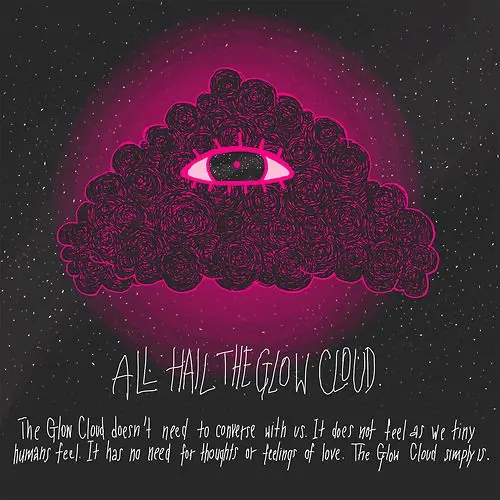 ALL HAIL THE GLOW CLOUD.
The Glow Cloud doesn't need to converse with us. It does not feel as we tiny
humans feel. It has no need for thoughts or feelings of love. The Glow Cloud simply is.